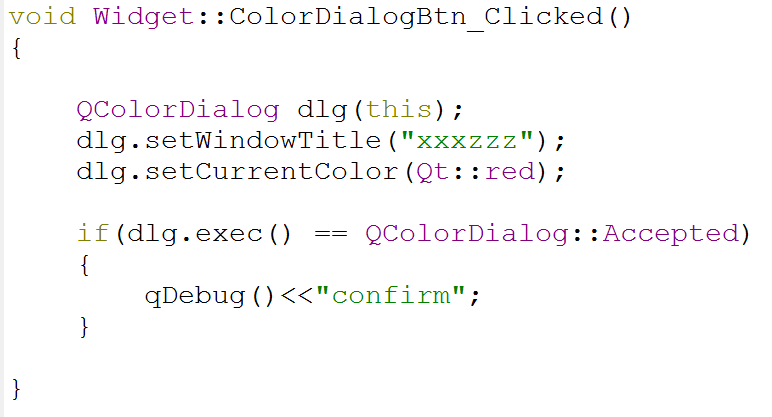 void Widget::ColorDialogBtn_Clicked()
{
QColorDialog dlg(this);
dlg.setWindowTitle("xxxzzz");
dlg.setCurrentColor(Qt::red);
if(dlg.exec() == QColorDialog::Accepted)
{
qDebug()<<"confirm";
}
}